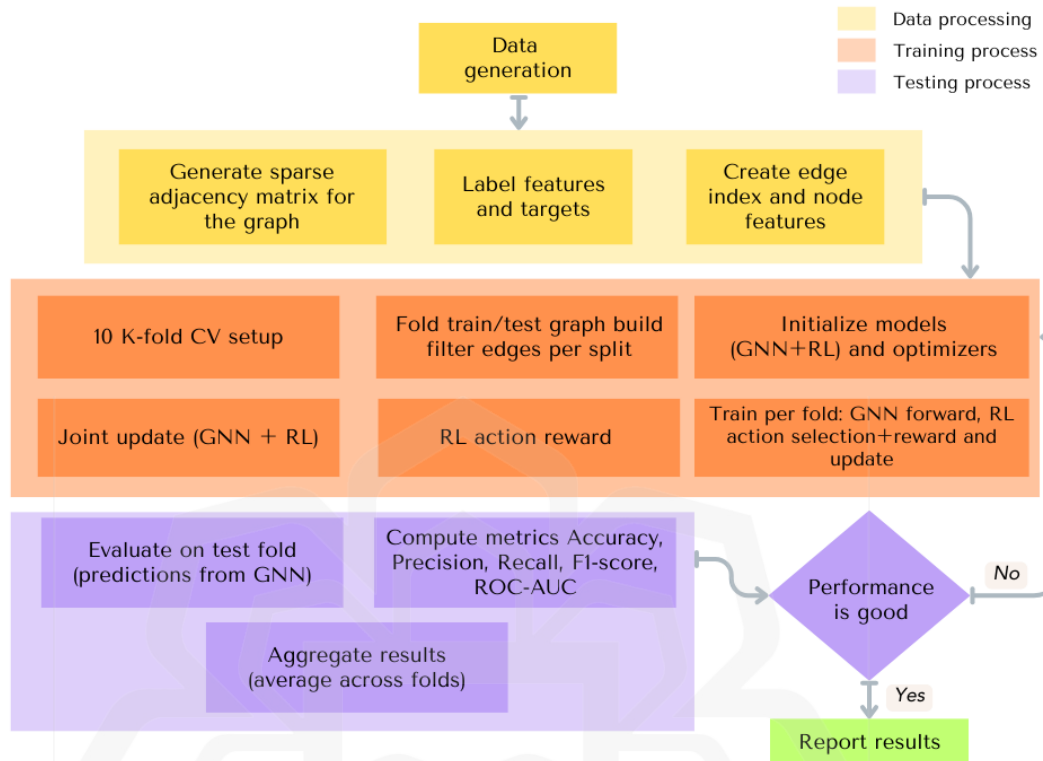 Data processing
Training process
Testing process
Data
generation
Generate sparse
adjacency matrix for
the graph
Label features
and targets
Create edge
index and node
features
10 K-fold CV setup
Fold train/test graph build
filter edges per split
Initialize models
(GNN+RL) and optimizers
Joint update (GNN + RL)
RL action reward
Train per fold: GNN forward, RL
action selection+reward and
update
Evaluate on test fold
(predictions from GNN)
Compute metrics Accuracy,
Precision, Recall, F1-score,
ROC-AUC
Aggregate results
(average across folds)
Performance
is good
No
Yes
Report results